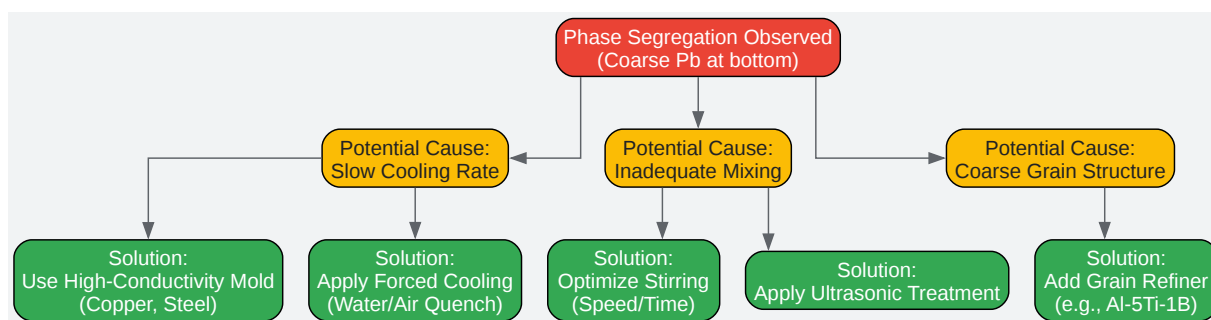 Phase Segregation Observed
(Coarse Pb at bottom)
Potential Cause:
Slow Cooling Rate
Potential Cause:
Inadequate Mixing
Potential Cause:
Coarse Grain Structure
Solution:
Use High-Conductivity Mold
(Copper, Steel)
Solution:
Apply Forced Cooling
(Water/Air Quench)
Solution:
Optimize Stirring
(Speed/Time)
Solution:
Apply Ultrasonic Treatment
Solution:
Add Grain Refiner
(e.g., Al-5Ti-1B)